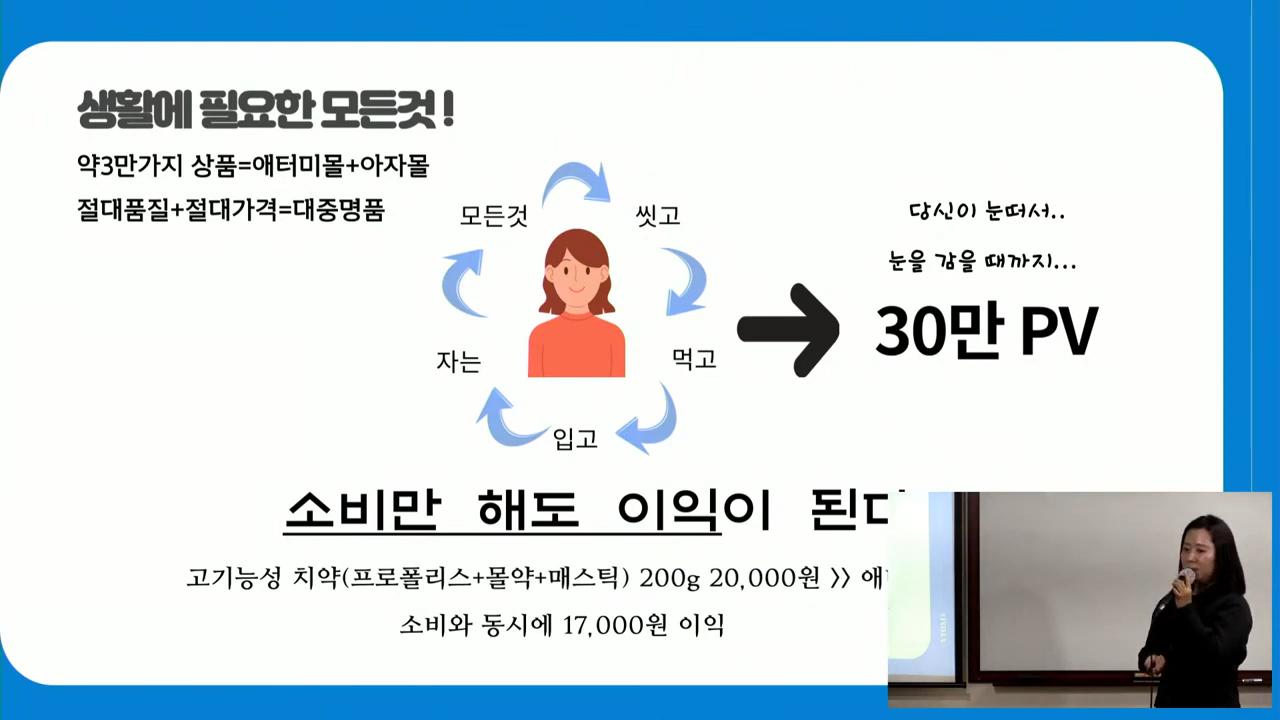 생활에 필요한 모든것 !
약3만가지 상품=애터미몰+아자몰
절대품질+절대가격=대중명품
모든것
씻고
자는
먹고
입고
당신이 눈떠서..
눈을 감을 때까지...
30만 PV
소비만 해도 이익이
고기능성 치약(프로폴리스+몰약+매스틱) 200g 20,000원 >>
소비와 동시에 17,000원 이익